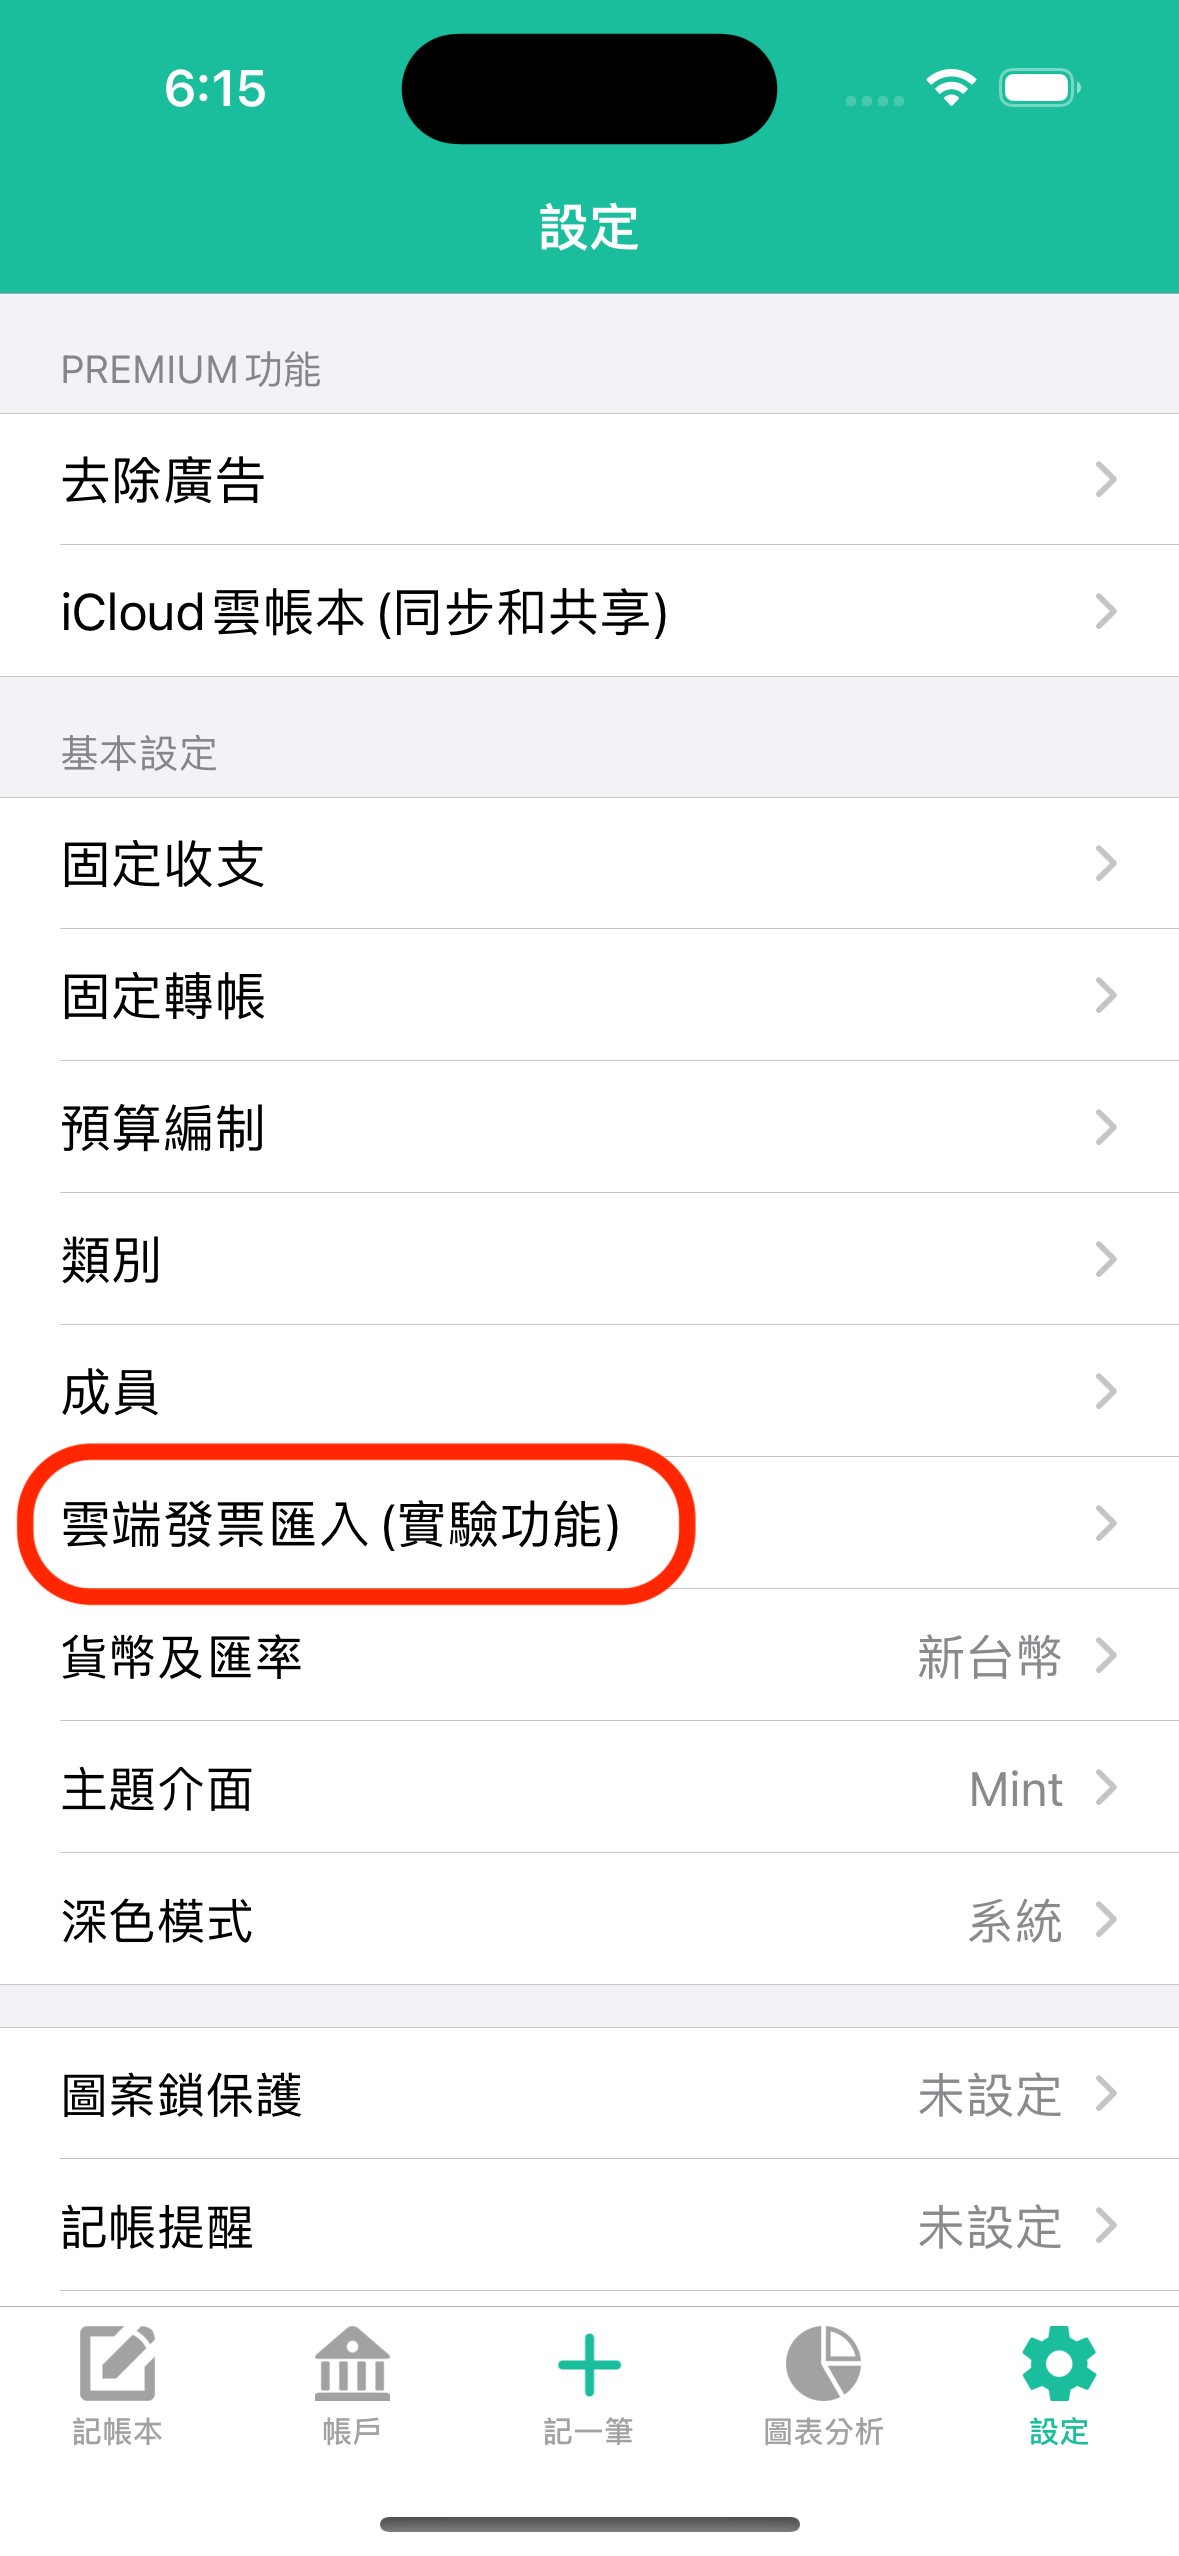 6:15
設定
PREMIUM 功能
去除廣告
iCloud 雲帳本 (同步和共享)
基本設定
固定收支
固定轉帳
預算編制
類別
成員
雲端發票匯入 (實驗功能)
貨幣及匯率 新台幣
主題介面 Mint
深色模式 系統
圖案鎖保護 未設定
記帳提醒 未設定
記帳本 帳戶 記一筆 圖表分析 設定